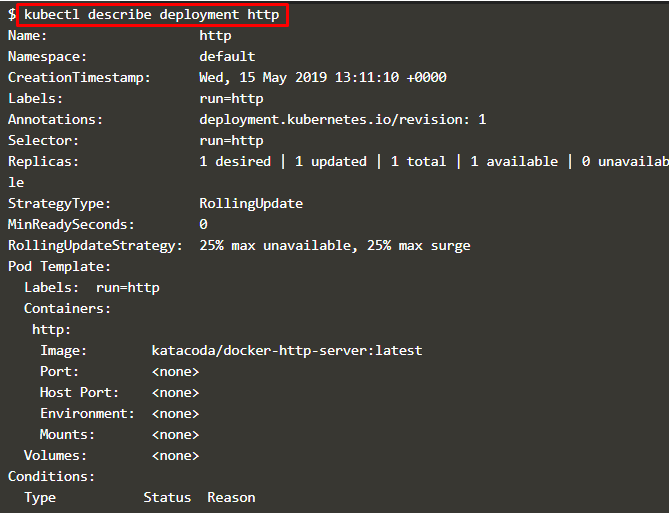 $ kubectl describe deployment http
Name:                   http
Namespace:              default
CreationTimestamp:      Wed, 15 May 2019 13:11:10 +0000
Labels:                 run=http
Annotations:            deployment.kubernetes.io/revision: 1
Selector:               run=http
Replicas:               1 desired | 1 updated | 1 total | 1 available | 0 unavailab
le
StrategyType:           RollingUpdate
MinReadySeconds:        0
RollingUpdateStrategy:  25% max unavailable, 25% max surge
Pod Template:
  Labels:  run=http
  Containers:
   http:
    Image:        katacoda/docker-http-server:latest
    Port:         <none>
    Host Port:    <none>
    Environment:  <none>
    Mounts:       <none>
  Volumes:        <none>
Conditions:
  Type           Status  Reason